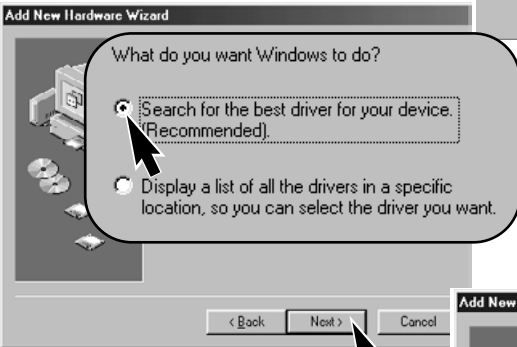 Add New Hardware Wizard
What do you want Windows to do?
Search for the best driver for your device.
(Recommended).
Display a list of all the drivers in a specific
location, so you can select the driver you want.
< Back
Next >
Cancel
Add New